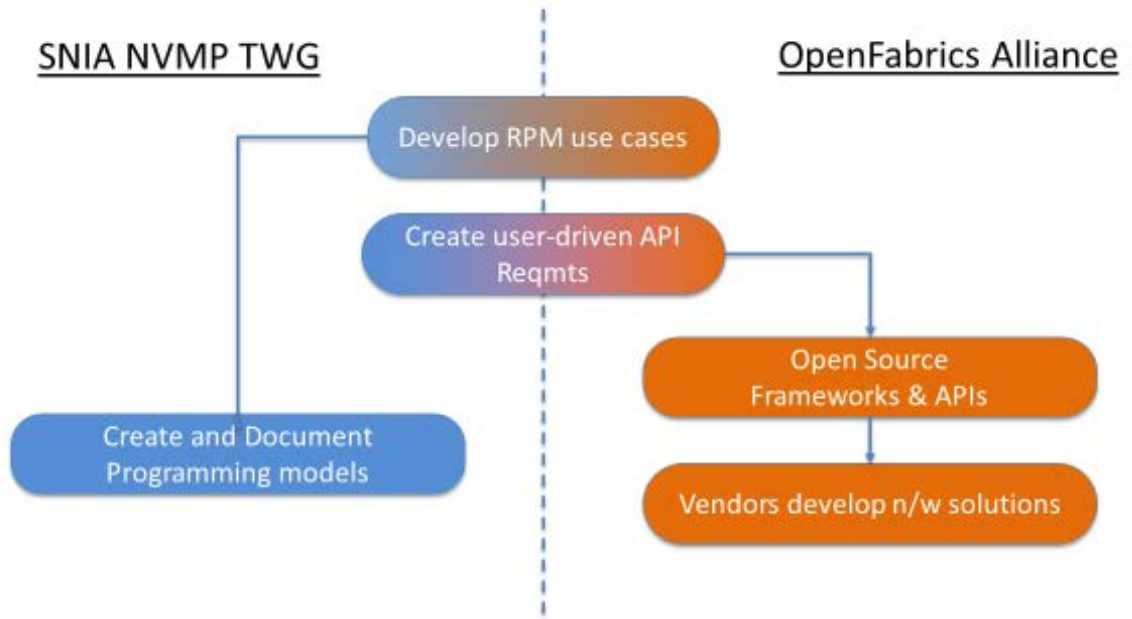 SNIA NVMP TWG
OpenFabrics Alliance
Develop RPM use cases
Create user-driven API
Reqmts
Open Source
Frameworks & APIs
Create and Document
Programming models
Vendors develop n/w solutions